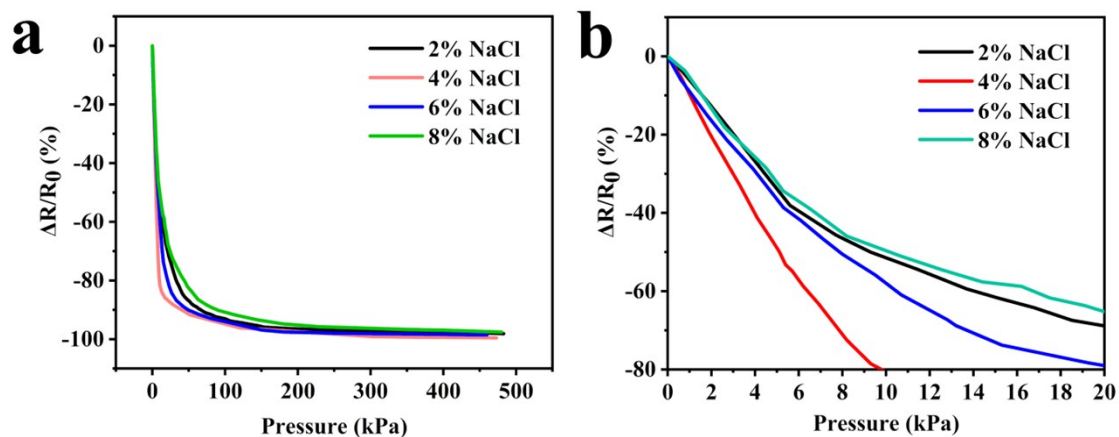 a
0
-20
-40
-60
-80
-100
ΔR/R0 (%)
0
100
200
300
400
500
Pressure (kPa)
2% NaCl
4% NaCl
6% NaCl
8% NaCl
b
0
-20
-40
-60
-80
ΔR/R0 (%)
0
2
4
6
8
10
12
14
16
18
20
Pressure (kPa)
2% NaCl
4% NaCl
6% NaCl
8% NaCl